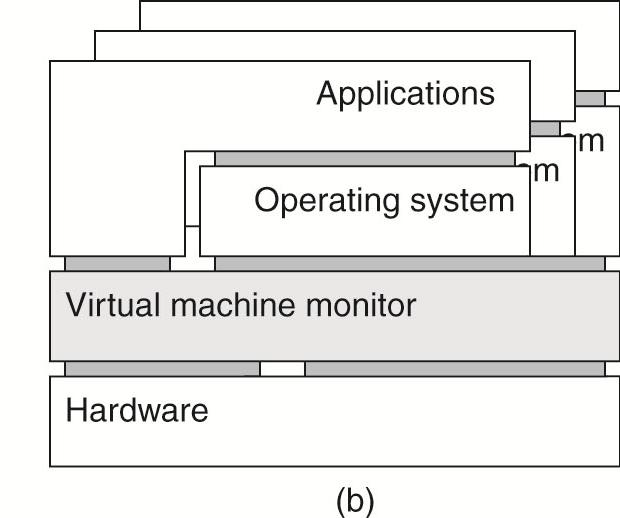 Applications
m
m
Operating system
Virtual machine monitor
Hardware
(b)